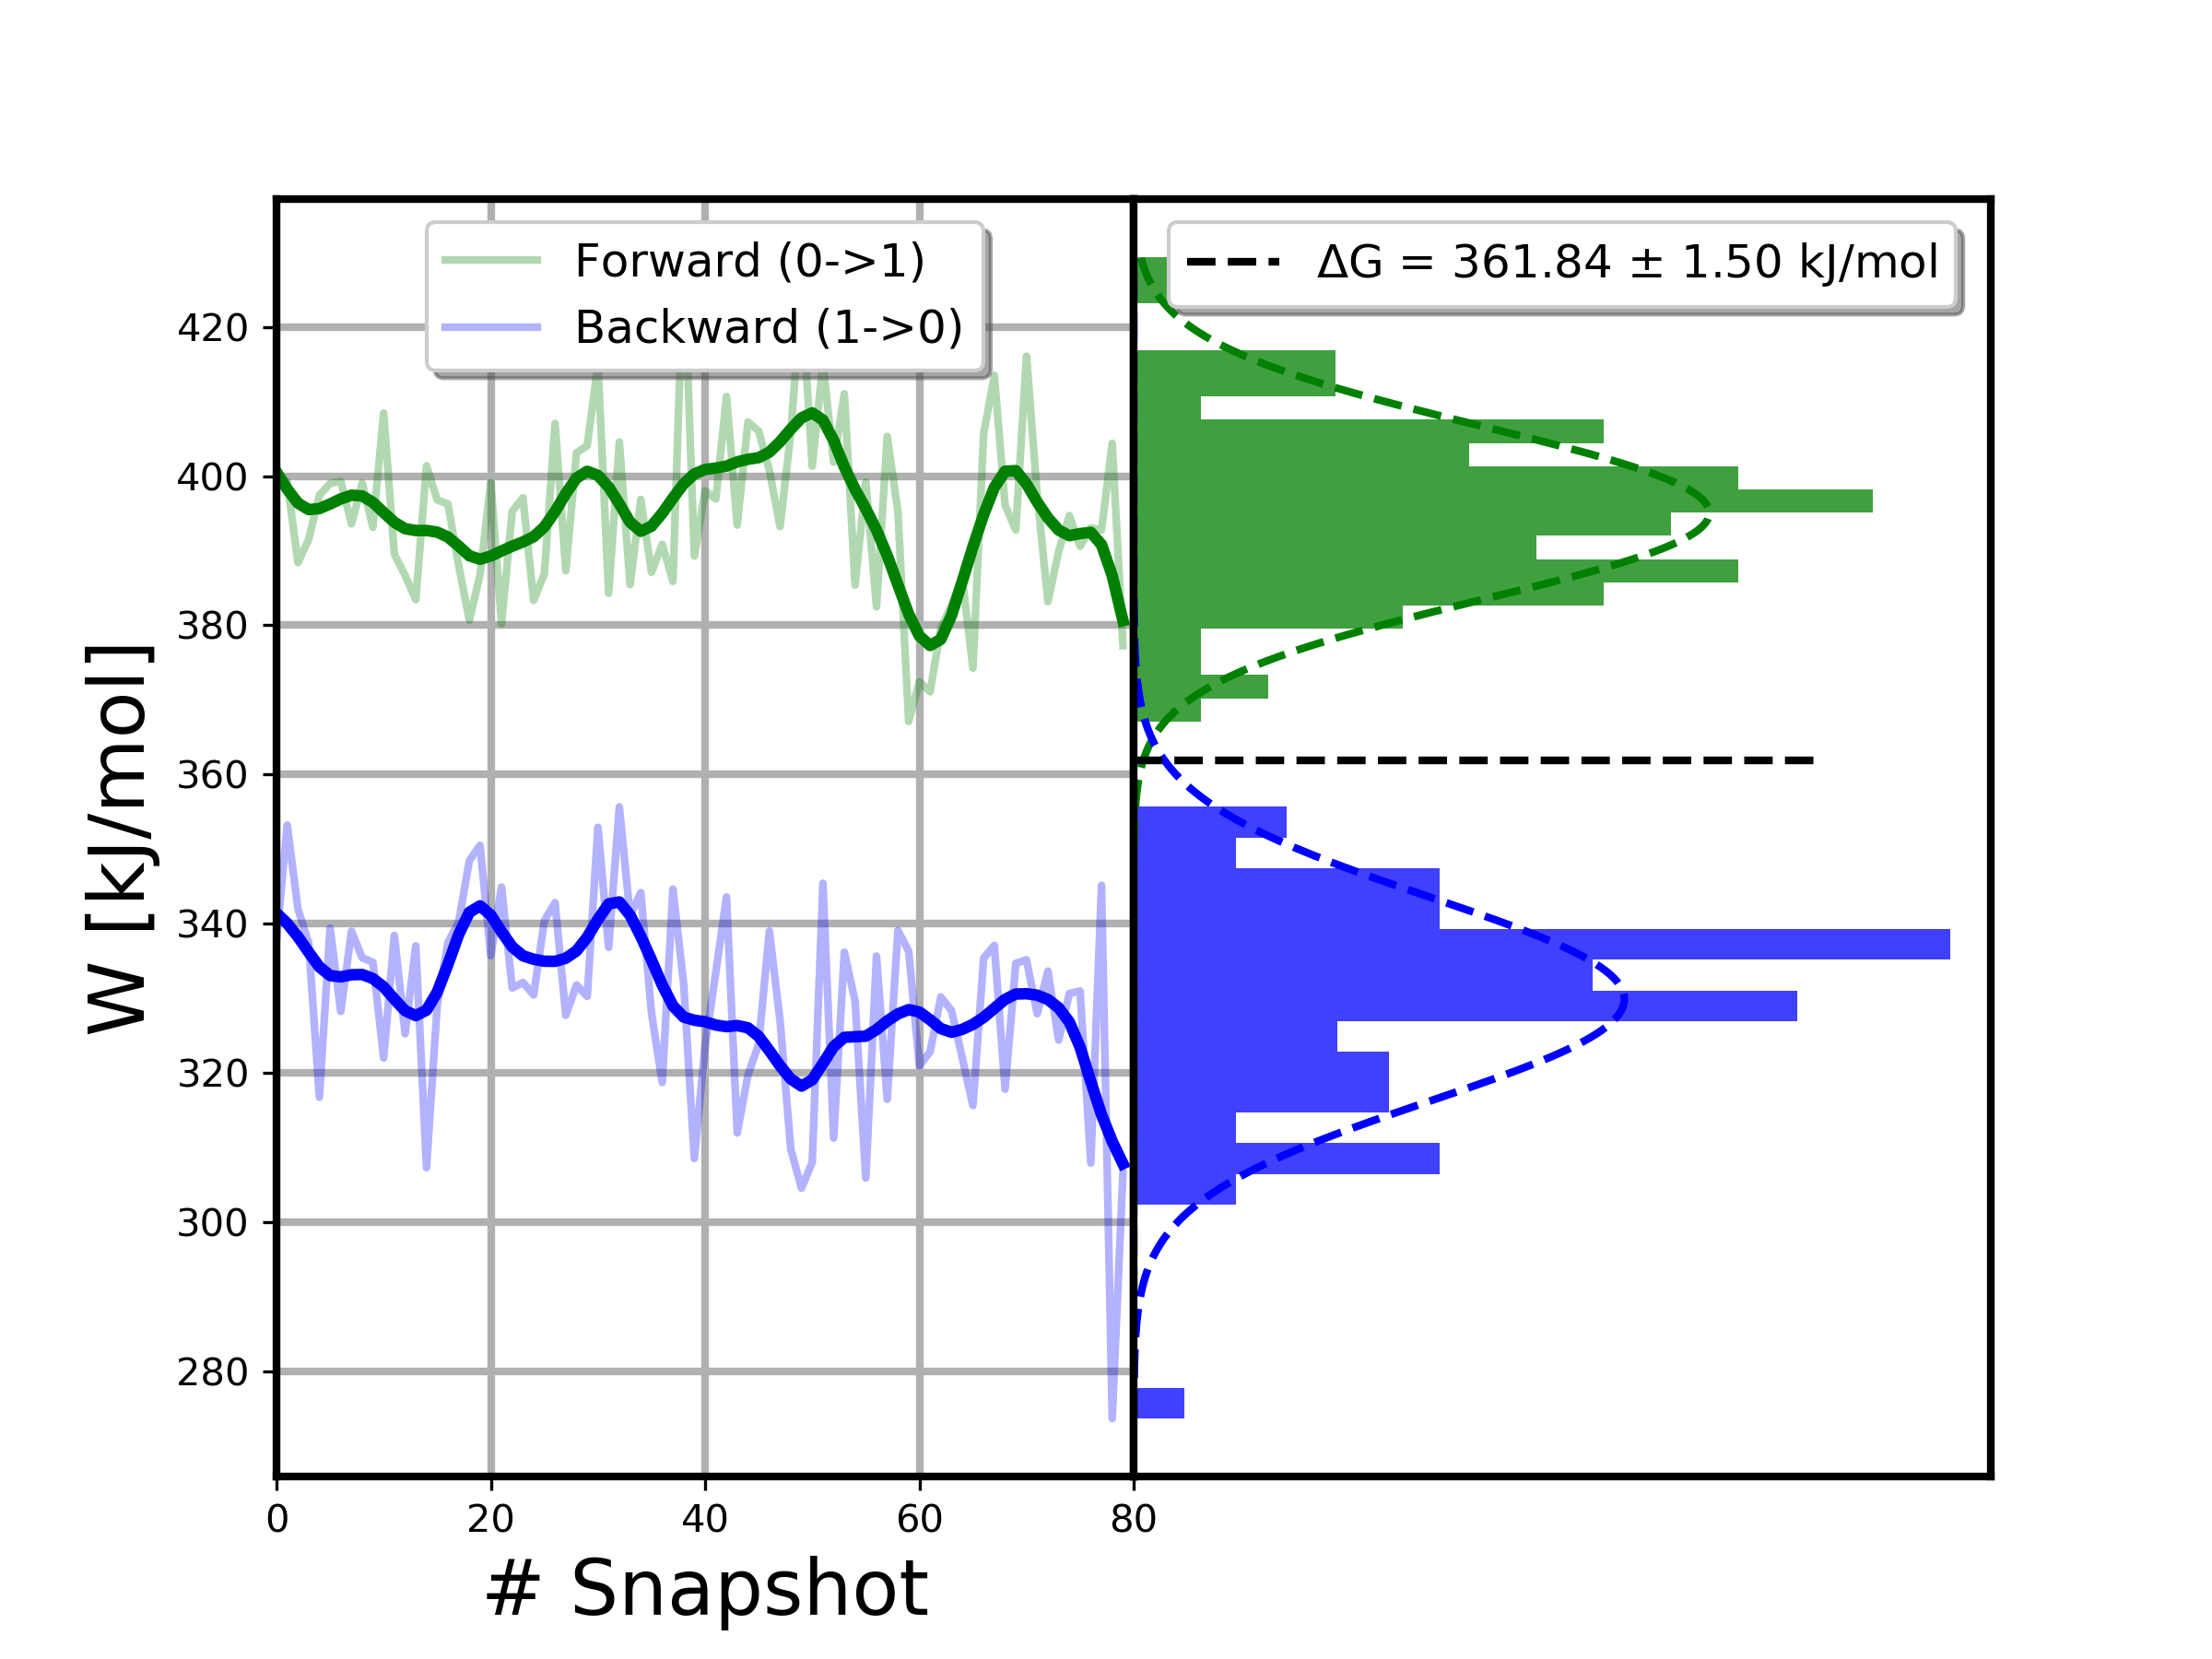 Forward (0->1)
Backward (1->0)
ΔG = 361.84 ± 1.50 kJ/mol
W [kJ/mol]
420
400
380
360
340
320
300
280
0 20 40 60 80
# Snapshot